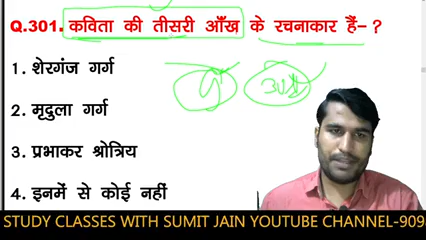 Q.301. कविता की तीसरी आँख के रचनाकार हैं- ?
1. शेरगंज गर्ग
2. मृदुला गर्ग
3. प्रभाकर श्रोत्रिय
4. इनमें से कोई नहीं
STUDY CLASSES WITH SUMIT JAIN YOUTUBE CHANNEL-909